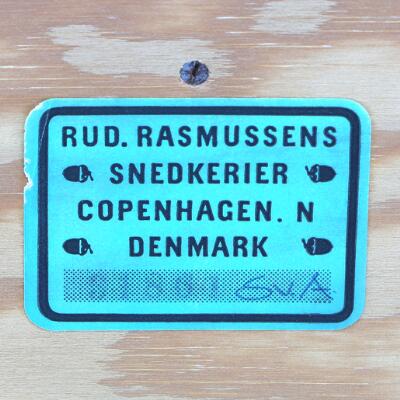 RUD. RASMUSSENS
SNEDKERIER
COPENHAGEN. N
DENMARK